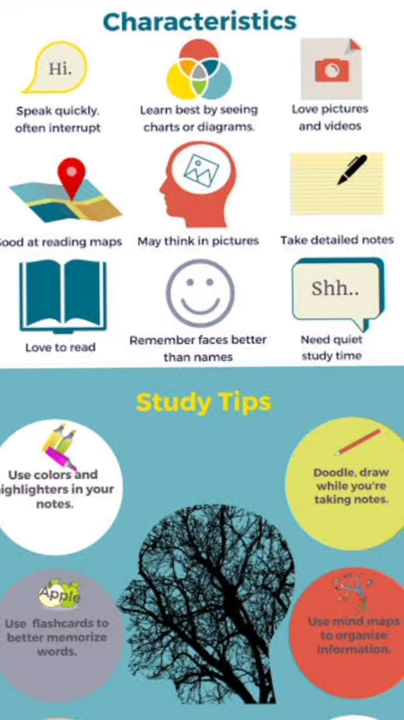 Characteristics
Hi.
Speak quickly,
often interrupt
Learn best by seeing
charts or diagrams.
Love pictures
and videos
ood at reading maps
May think in pictures
Take detailed notes
Love to read
Remember faces better
than names
Shh..
Need quiet
study time
Study Tips
Use colors and
ighlighters in your
notes.
Doodle, draw
while you're
taking notes.
Apple
Use flashcards to
better memorize
words.
Use mind maps
to organize
information.